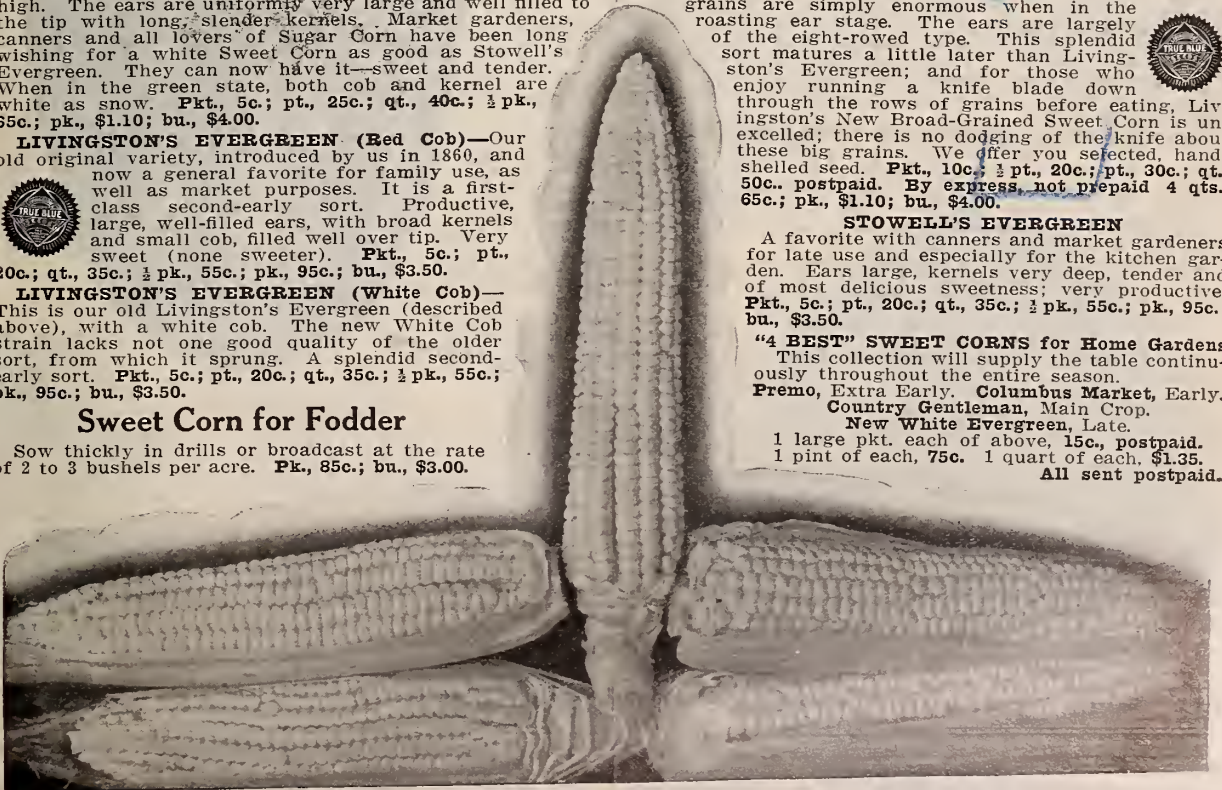 high. The ears are uniformly very large and well filled to
the tip with long, slender kernels. Market gardeners,
canners and all lovers of Sugar Corn have been long
wishing for a white Sweet Corn as good as Stowell's
Evergreen. They can now have it—sweet and tender.
When in the green state, both cob and kernel are
white as snow. Pkt., 5c.; pt., 25c.; qt., 40c.; ½ pk.,
65c.; pk., $1.10; bu., $4.00.
LIVINGSTON'S EVERGREEN (Red Cob)—Our
old original variety, introduced by us in 1860, and
now a general favorite for family use, as
well as market purposes. It is a first-
class second-early sort. Productive,
large, well-filled ears, with broad kernels
and small cob, filled well over tip. Very
sweet (none sweeter). Pkt., 5c.; pt.,
20c.; qt., 35c.; ½ pk., 55c.; pk., 95c.; bu., $3.50.
TRUE BLUE
LIVINGSTON'S EVERGREEN (White Cob)—
This is our old Livingston's Evergreen (described
above), with a white cob. The new White Cob
strain lacks not one good quality of the older
sort, from which it sprung. A splendid second-
early sort. Pkt., 5c.; pt., 20c.; qt., 35c.; ½ pk., 55c.;
pk., 95c.; bu., $3.50.
Sweet Corn for Fodder
Sow thickly in drills or broadcast at the rate
of 2 to 3 bushels per acre. Pk., 85c.; bu., $3.00.
grains are simply enormous when in the
roasting ear stage. The ears are largely
of the eight-rowed type. This splendid
sort matures a little later than Living-
ston's Evergreen; and for those who
enjoy running a knife blade down
through the rows of grains before eating, Liv
ingston's New Broad-Grained Sweet Corn is un
excelled; there is no dodging of the knife abou
these big grains. We offer you selected, hand
shelled seed. Pkt., 10c.; ½ pt., 20c.; pt., 30c.; qt.
50c.. postpaid. By express, not prepaid 4 qts.
65c.; pk., $1.10; bu., $4.00.
TRUE BLUE
STOWELL'S EVERGREEN
A favorite with canners and market gardeners
for late use and especially for the kitchen gar-
den. Ears large, kernels very deep, tender and
of most delicious sweetness; very productive
Pkt., 5c.; pt., 20c.; qt., 35c.; ½ pk., 55c.; pk., 95c.
bu., $3.50.
"4 BEST" SWEET CORNS for Home Gardens
This collection will supply the table continu-
ously throughout the entire season.
Premo, Extra Early. Columbus Market, Early.
Country Gentleman, Main Crop.
New White Evergreen, Late.
1 large pkt. each of above, 15c., postpaid.
1 pint of each, 75c. 1 quart of each, $1.35.
All sent postpaid.